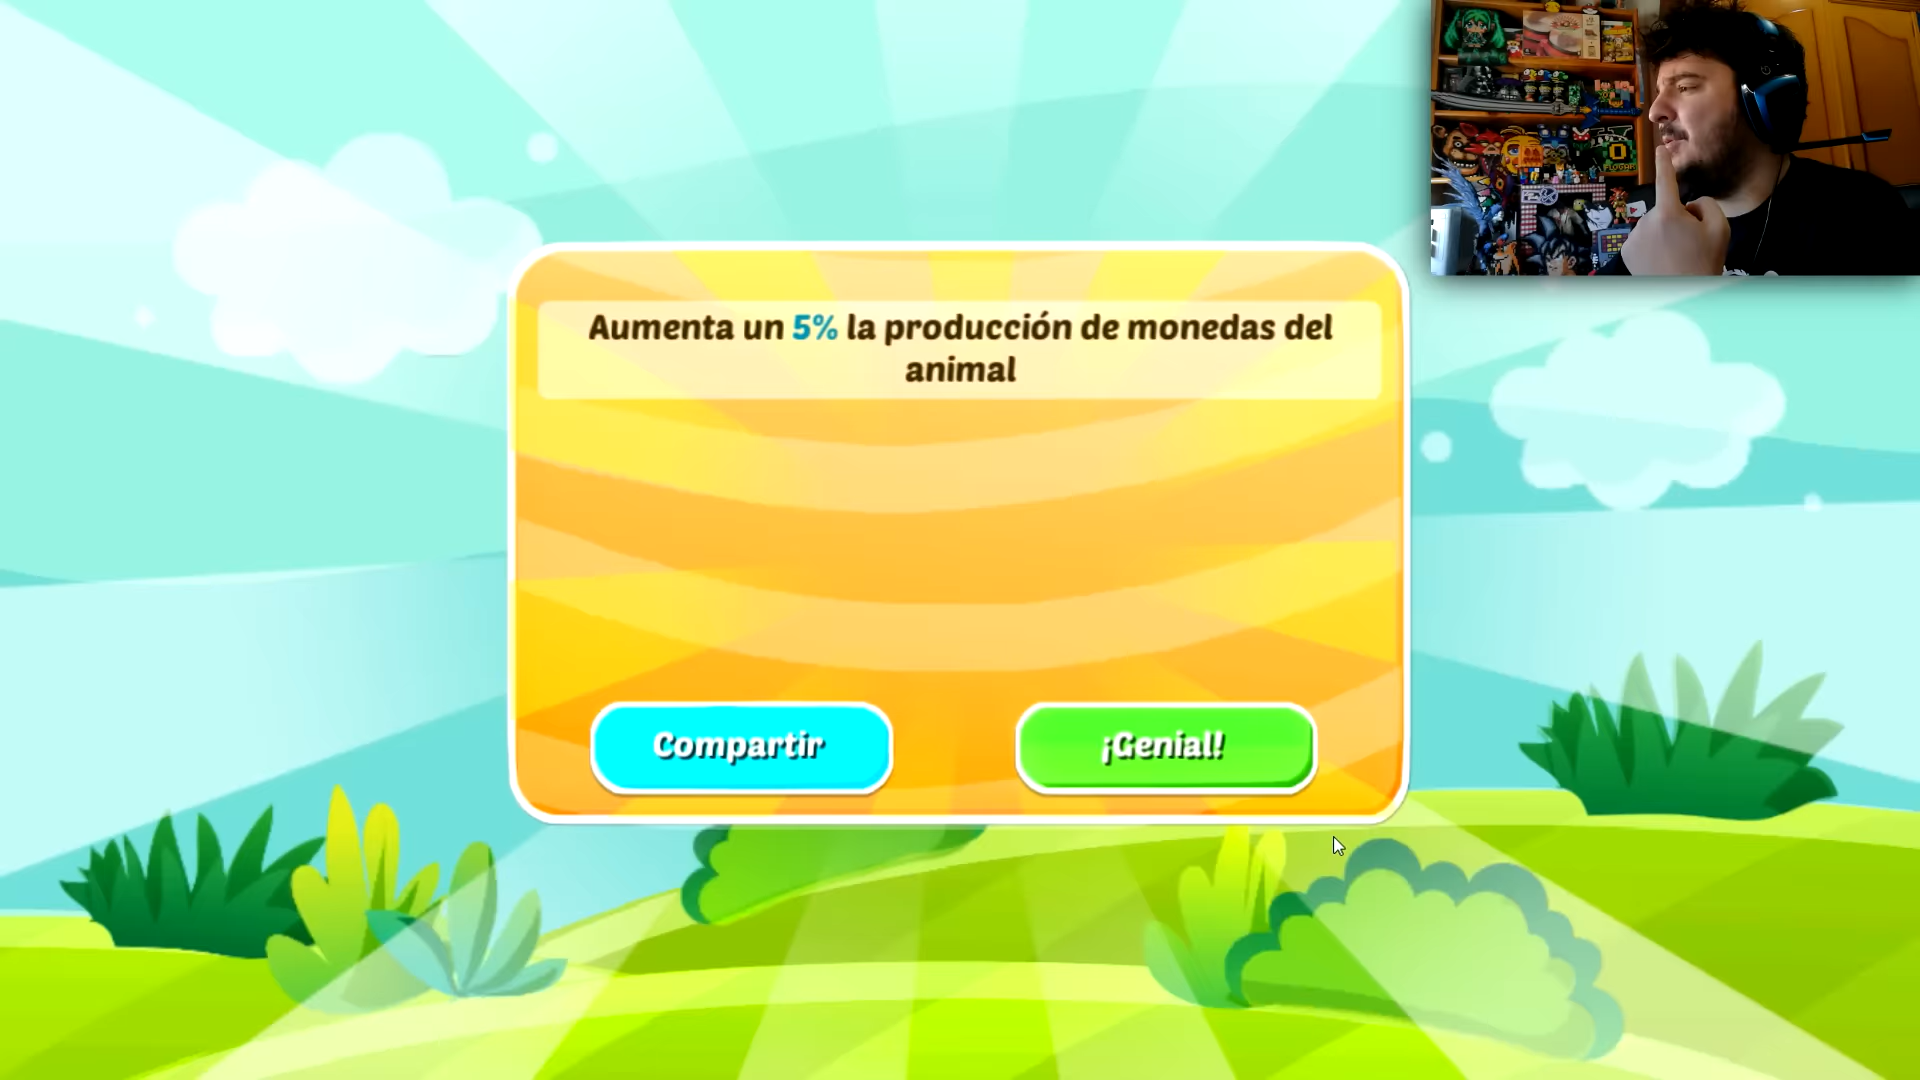 Aumenta un 5% la producción de monedas del
animal
Compartir
¡Genial!